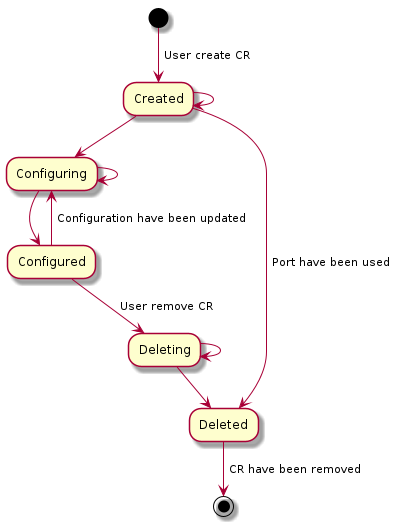 User create CR
Created
Configuring
Configuration have been updated
Configured
Port have been used
User remove CR
Deleting
Deleted
CR have been removed